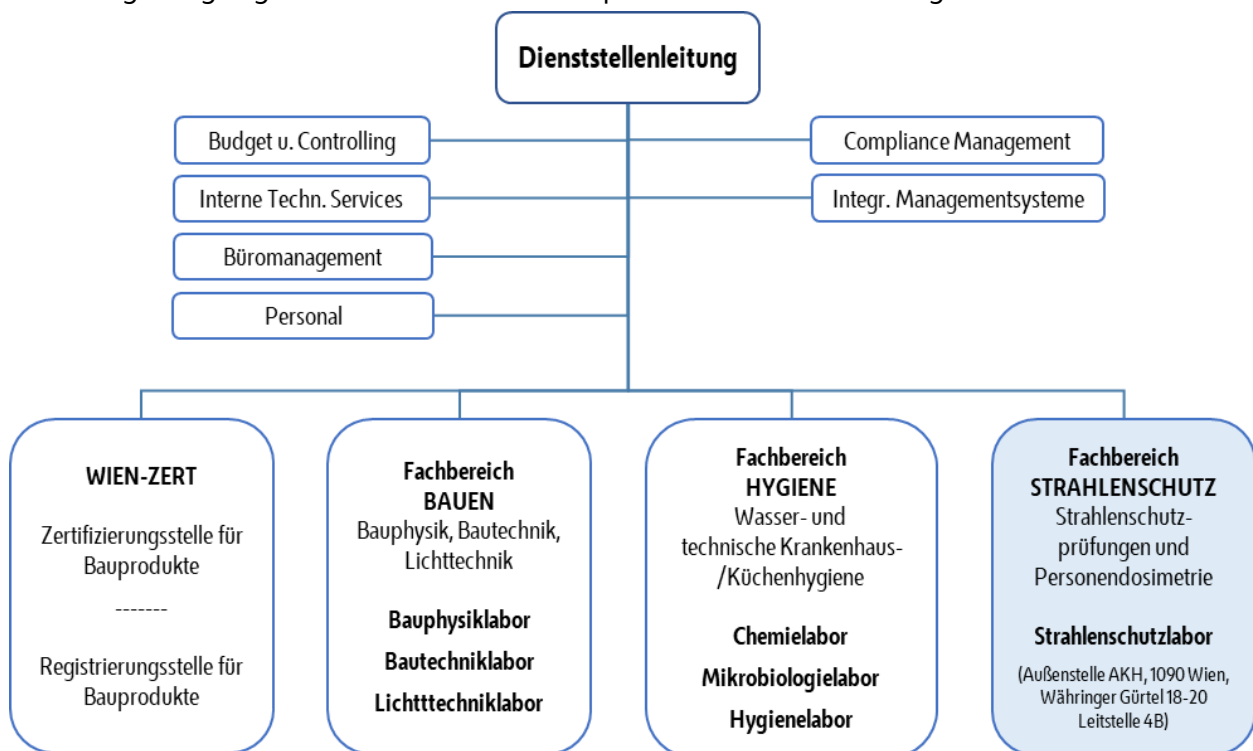 Dienststellenleitung
Budget u. Controlling
Compliance Management
Interne Techn. Services
Integr. Managementsysteme
Büromanagement
Personal
WIEN-ZERT
Zertifizierungsstelle für
Bauprodukte
-------
Registrierungsstelle für
Bauprodukte
Fachbereich
BAUEN
Bauphysik, Bautechnik,
Lichttechnik
Bauphysiklabor
Bautechniklabor
Lichtttechniklabor
Fachbereich
HYGIENE
Wasser- und
technische Krankenhaus-
/Küchenhygiene
Chemielabor
Mikrobiologielabor
Hygienelabor
Fachbereich
STRAHLENSCHUTZ
Strahlenschutz-
prüfungen und
Personendosimetrie
Strahlenschutzlabor
(Außenstelle AKH, 1090 Wien,
Währinger Gürtel 18-20
Leitstelle 4B)